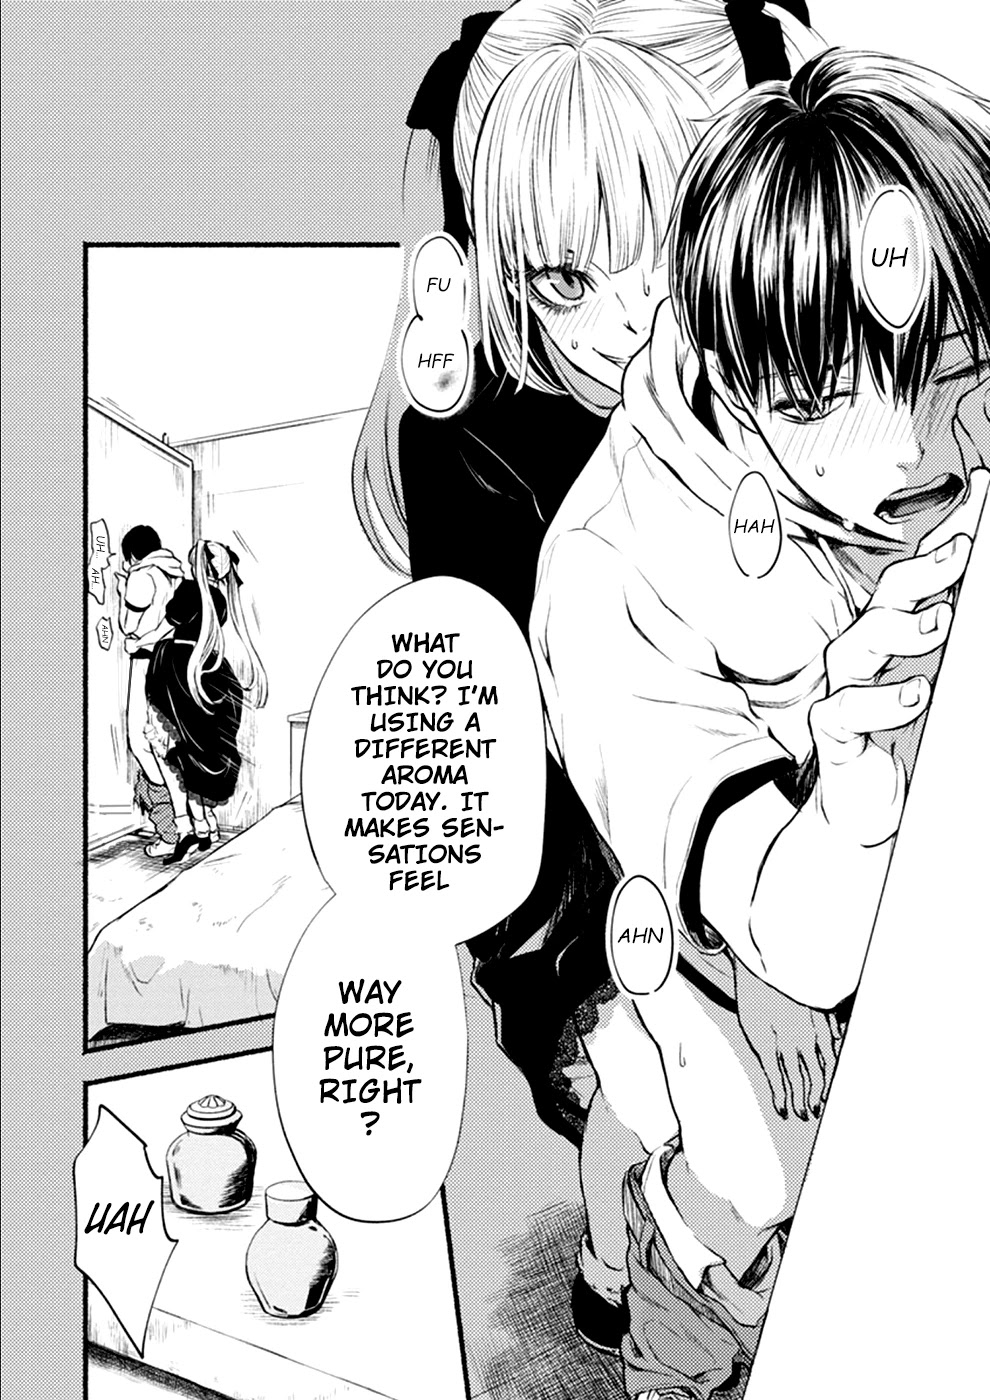 UH
FU
HFF
HAH
UH...
AH...
AHN
WHAT
DO YOU
THINK? I'M
USING A
DIFFERENT
AROMA
TODAY. IT
MAKES SEN-
SATIONS
FEEL
AHN
WAY
MORE
PURE,
RIGHT
?
UAH